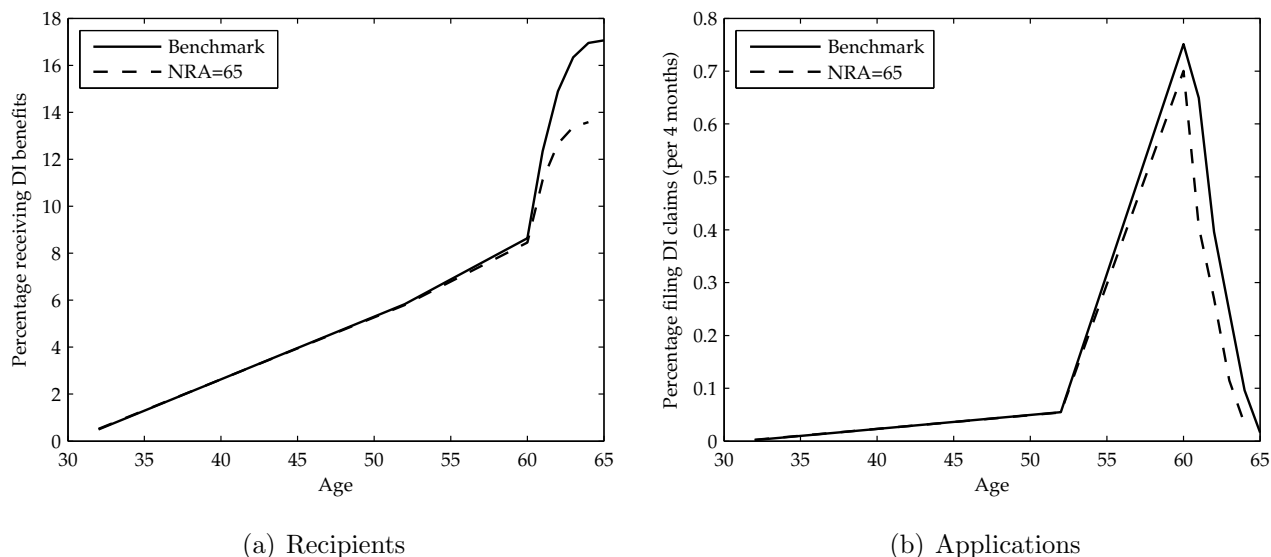 Percentage receiving DI benefits
18
16
14
12
10
8
6
4
2
0
Benchmark
NRA=65
30 35 40 45 50 55 60 65
Age
(a) Recipients
Percentage filing DI claims (per 4 months)
0.8
0.7
0.6
0.5
0.4
0.3
0.2
0.1
0
Benchmark
NRA=65
30 35 40 45 50 55 60 65
Age
(b) Applications